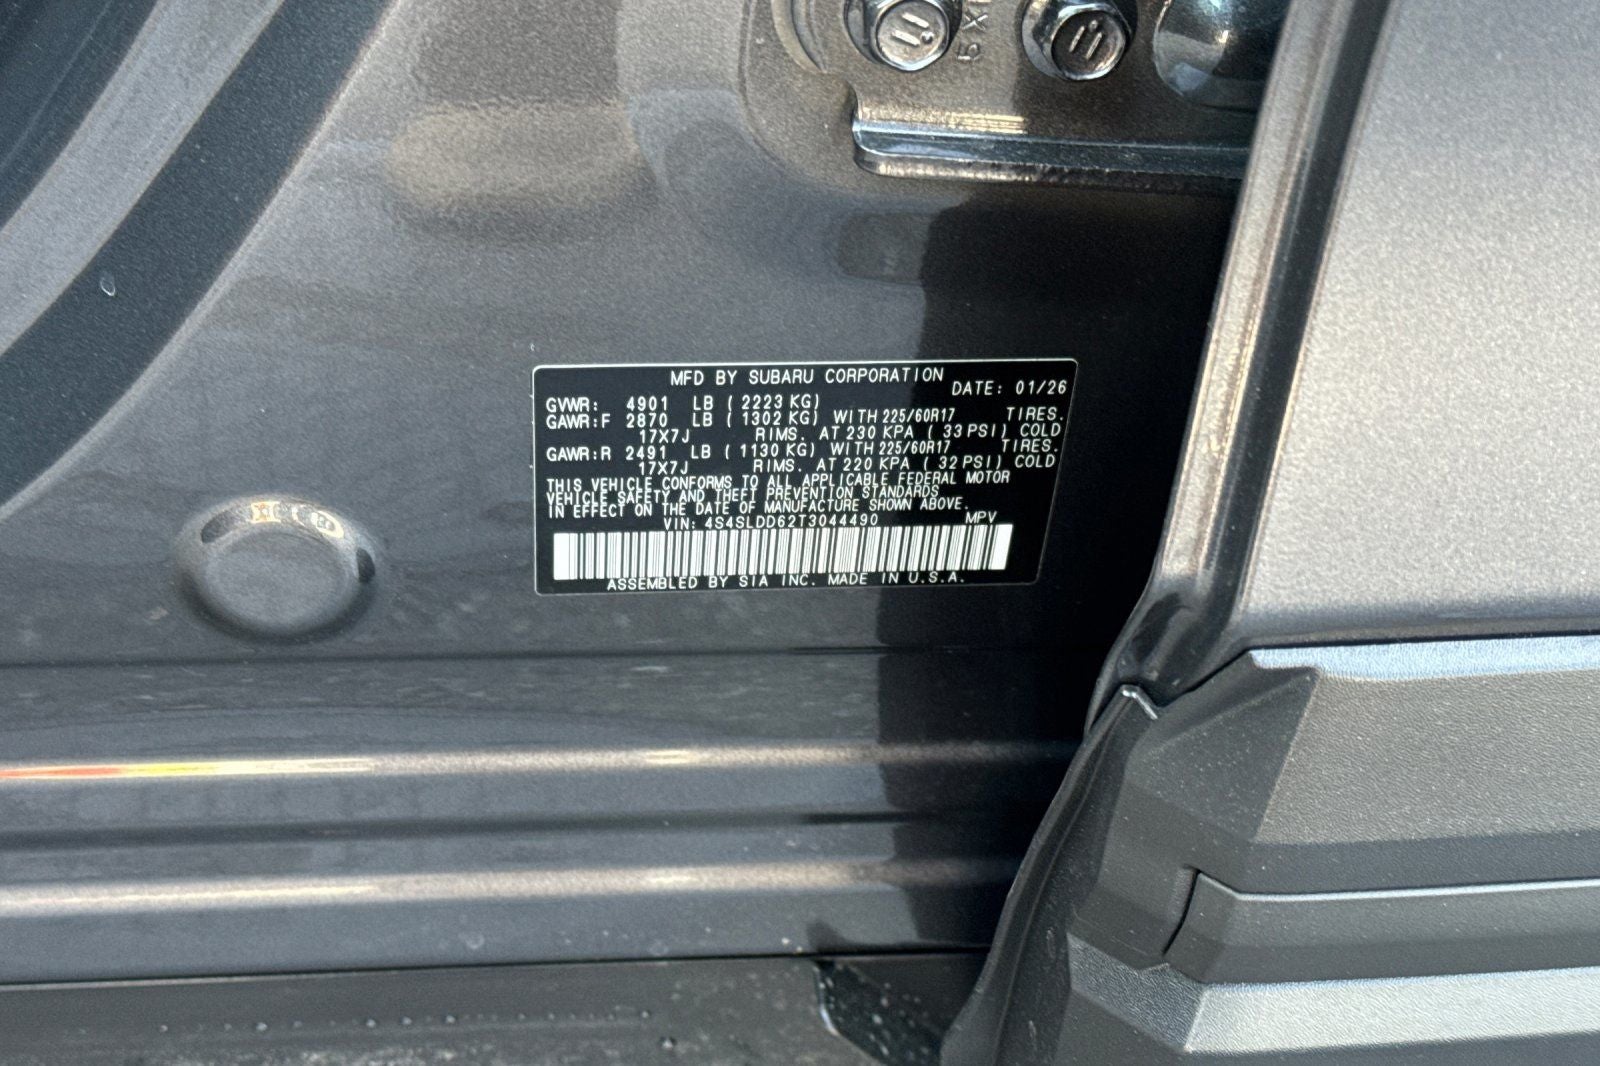 5X1
MFD BY SUBARU CORPORATION
DATE: 01/26
GVWR: 4901 LB ( 2223 KG)
GAWR:F 2870 LB ( 1302 KG) WITH 225/60R17 TIRES.
17X7J RIMS. AT 230 KPA ( 33 PSI) COLD
GAWR:R 2491 LB ( 1130 KG) WITH 225/60R17 TIRES.
17X7J RIMS. AT 220 KPA ( 32 PSI) COLD
THIS VEHICLE CONFORMS TO ALL APPLICABLE FEDERAL MOTOR
VEHICLE SAFETY AND THEFT PREVENTION STANDARDS
IN EFFECT ON THE DATE OF MANUFACTURE SHOWN ABOVE.
VIN: 4S4SLDD62T3044490 MPV
ASSEMBLED BY SIA INC. MADE IN U.S.A.